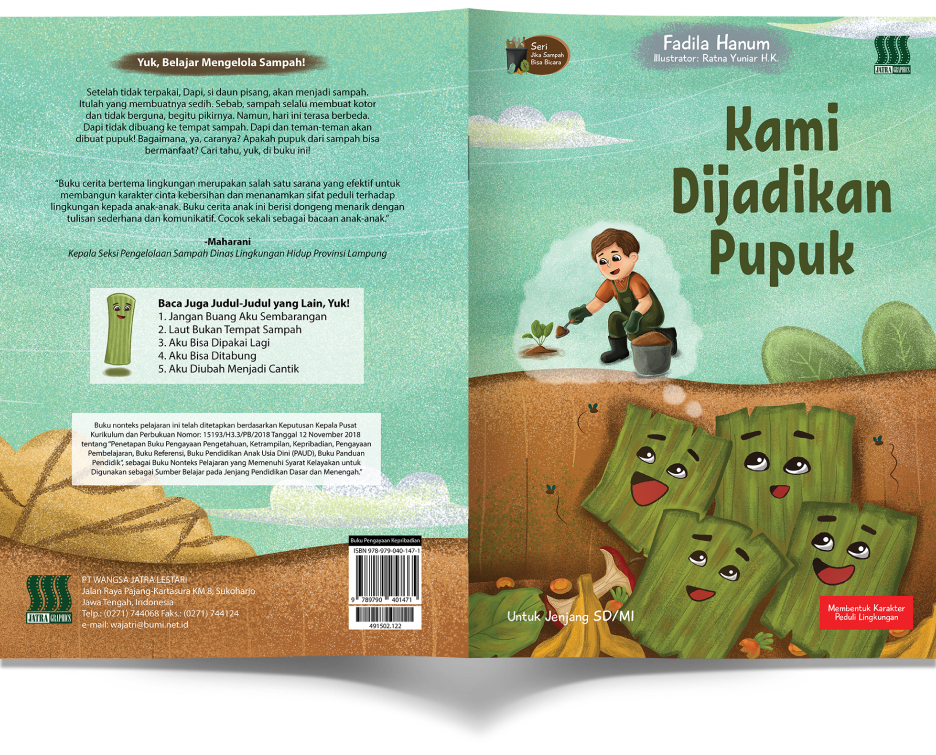 Yuk, Belajar Mengelola Sampah!
Setelah tidak terpakai, Dapi, si daun pisang, akan menjadi sampah.
Itulah yang membuatnya sedih. Sebab, sampah selalu membuat kotor
dan tidak berguna, begitu pikirnya. Namun, hari ini terasa berbeda.
Dapi tidak dibuang ke tempat sampah. Dapi dan teman-teman akan
dibuat pupuk! Bagaimana, ya, caranya? Apakah pupuk dari sampah bisa
bermanfaat? Cari tahu, yuk, di buku ini!
“Buku cerita bertema lingkungan merupakan salah satu sarana yang efektif untuk
membangun karakter cinta kebersihan dan menanamkan sifat peduli terhadap
lingkungan kepada anak-anak. Buku cerita anak ini berisi dongeng menarik dengan
tulisan sederhana dan komunikatif. Cocok sekali sebagai bacaan anak-anak.”
-Maharani
Kepala Seksi Pengelolaan Sampah Dinas Lingkungan Hidup Provinsi Lampung
Baca Juga Judul-Judul yang Lain, Yuk!
1. Jangan Buang Aku Sembarangan
2. Laut Bukan Tempat Sampah
3. Aku Bisa Dipakai Lagi
4. Aku Bisa Ditabung
5. Aku Diubah Menjadi Cantik
Buku nonteks pelajaran ini telah ditetapkan berdasarkan Keputusan Kepala Pusat
Kurikulum dan Perbukuan Nomor: 15193/H3.3/PB/2018 Tanggal 12 November 2018
tentang “Penetapan Buku Pengayaan Pengetahuan, Ketrampilan, Kepribadian, Pengayaan
Pembelajaran, Buku Referensi, Buku Pendidikan Anak Usia Dini (PAUD), Buku Panduan
Pendidik”, sebagai Buku Nonteks Pelajaran yang Memenuhi Syarat Kelayakan untuk
Digunakan sebagai Sumber Belajar pada Jenjang Pendidikan Dasar dan Menengah.”
JATRA GRAPHICS
PT WANGSA JATRA LESTARI
Jalan Raya Pajang-Kartasura KM 8, Sukoharjo
Jawa Tengah, Indonesia
Telp.: (0271) 744068 Faks.: (0271) 744124
e-mail: wajatri@bumi.net.id
Buku Pengayaan Kepribadian
ISBN 978-979-040-147-1
9 789790 401471
491502.122
Seri
Jika Sampah
Bisa Bicara
Fadila Hanum
Illustrator: Ratna Yuniar H.K.
JATRA GRAPHICS
Kami
Dijadikan
Pupuk
Untuk Jenjang SD/MI
Membentuk Karakter
Peduli Lingkungan